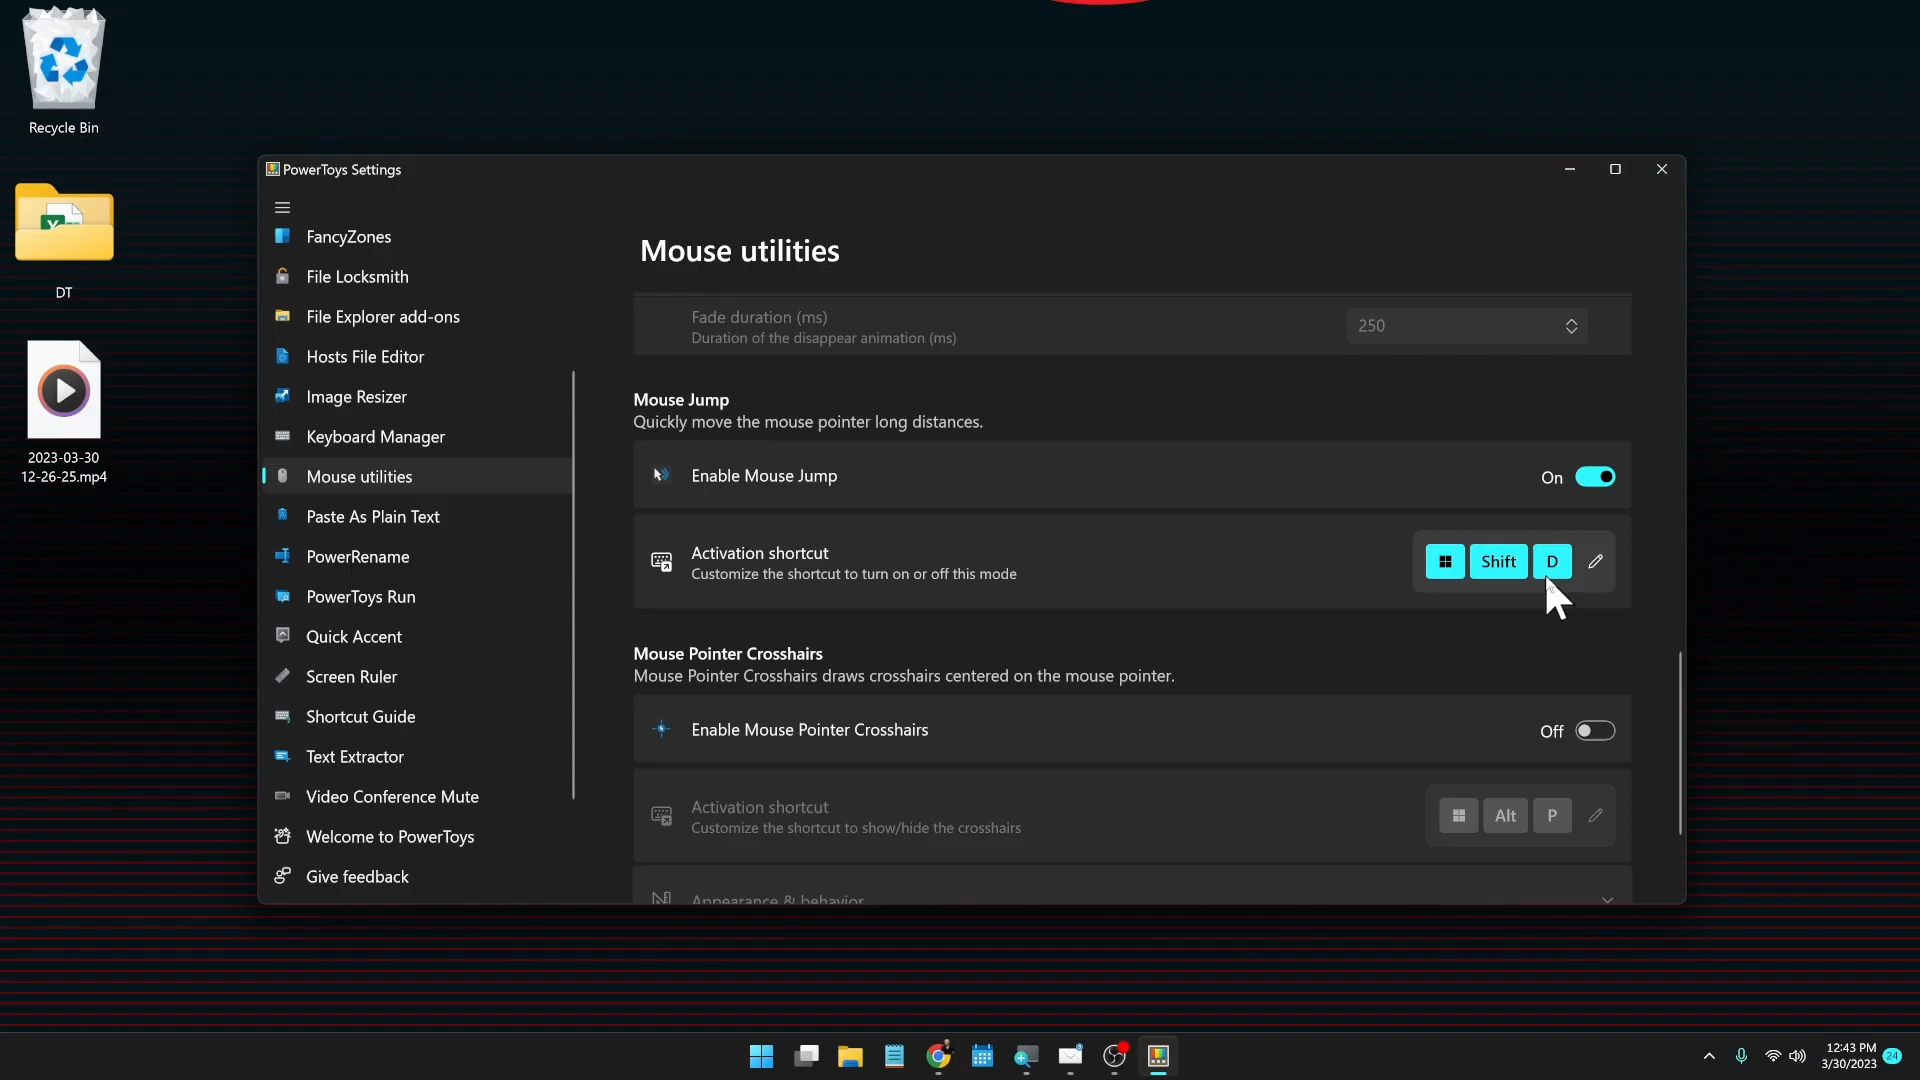 Recycle Bin
DT
2023-03-30
12-26-25.mp4
PowerToys Settings
FancyZones
File Locksmith
File Explorer add-ons
Hosts File Editor
Image Resizer
Keyboard Manager
Mouse utilities
Paste As Plain Text
PowerRename
PowerToys Run
Quick Accent
Screen Ruler
Shortcut Guide
Text Extractor
Video Conference Mute
Welcome to PowerToys
Give feedback
Mouse utilities
Fade duration (ms)
Duration of the disappear animation (ms)
250
Mouse Jump
Quickly move the mouse pointer long distances.
Enable Mouse Jump
On
Activation shortcut
Customize the shortcut to turn on or off this mode
Shift D
Mouse Pointer Crosshairs
Mouse Pointer Crosshairs draws crosshairs centered on the mouse pointer.
Enable Mouse Pointer Crosshairs
Off
Activation shortcut
Customize the shortcut to show/hide the crosshairs
Alt P
Appearance & behavior
12:43 PM
3/30/2023
24